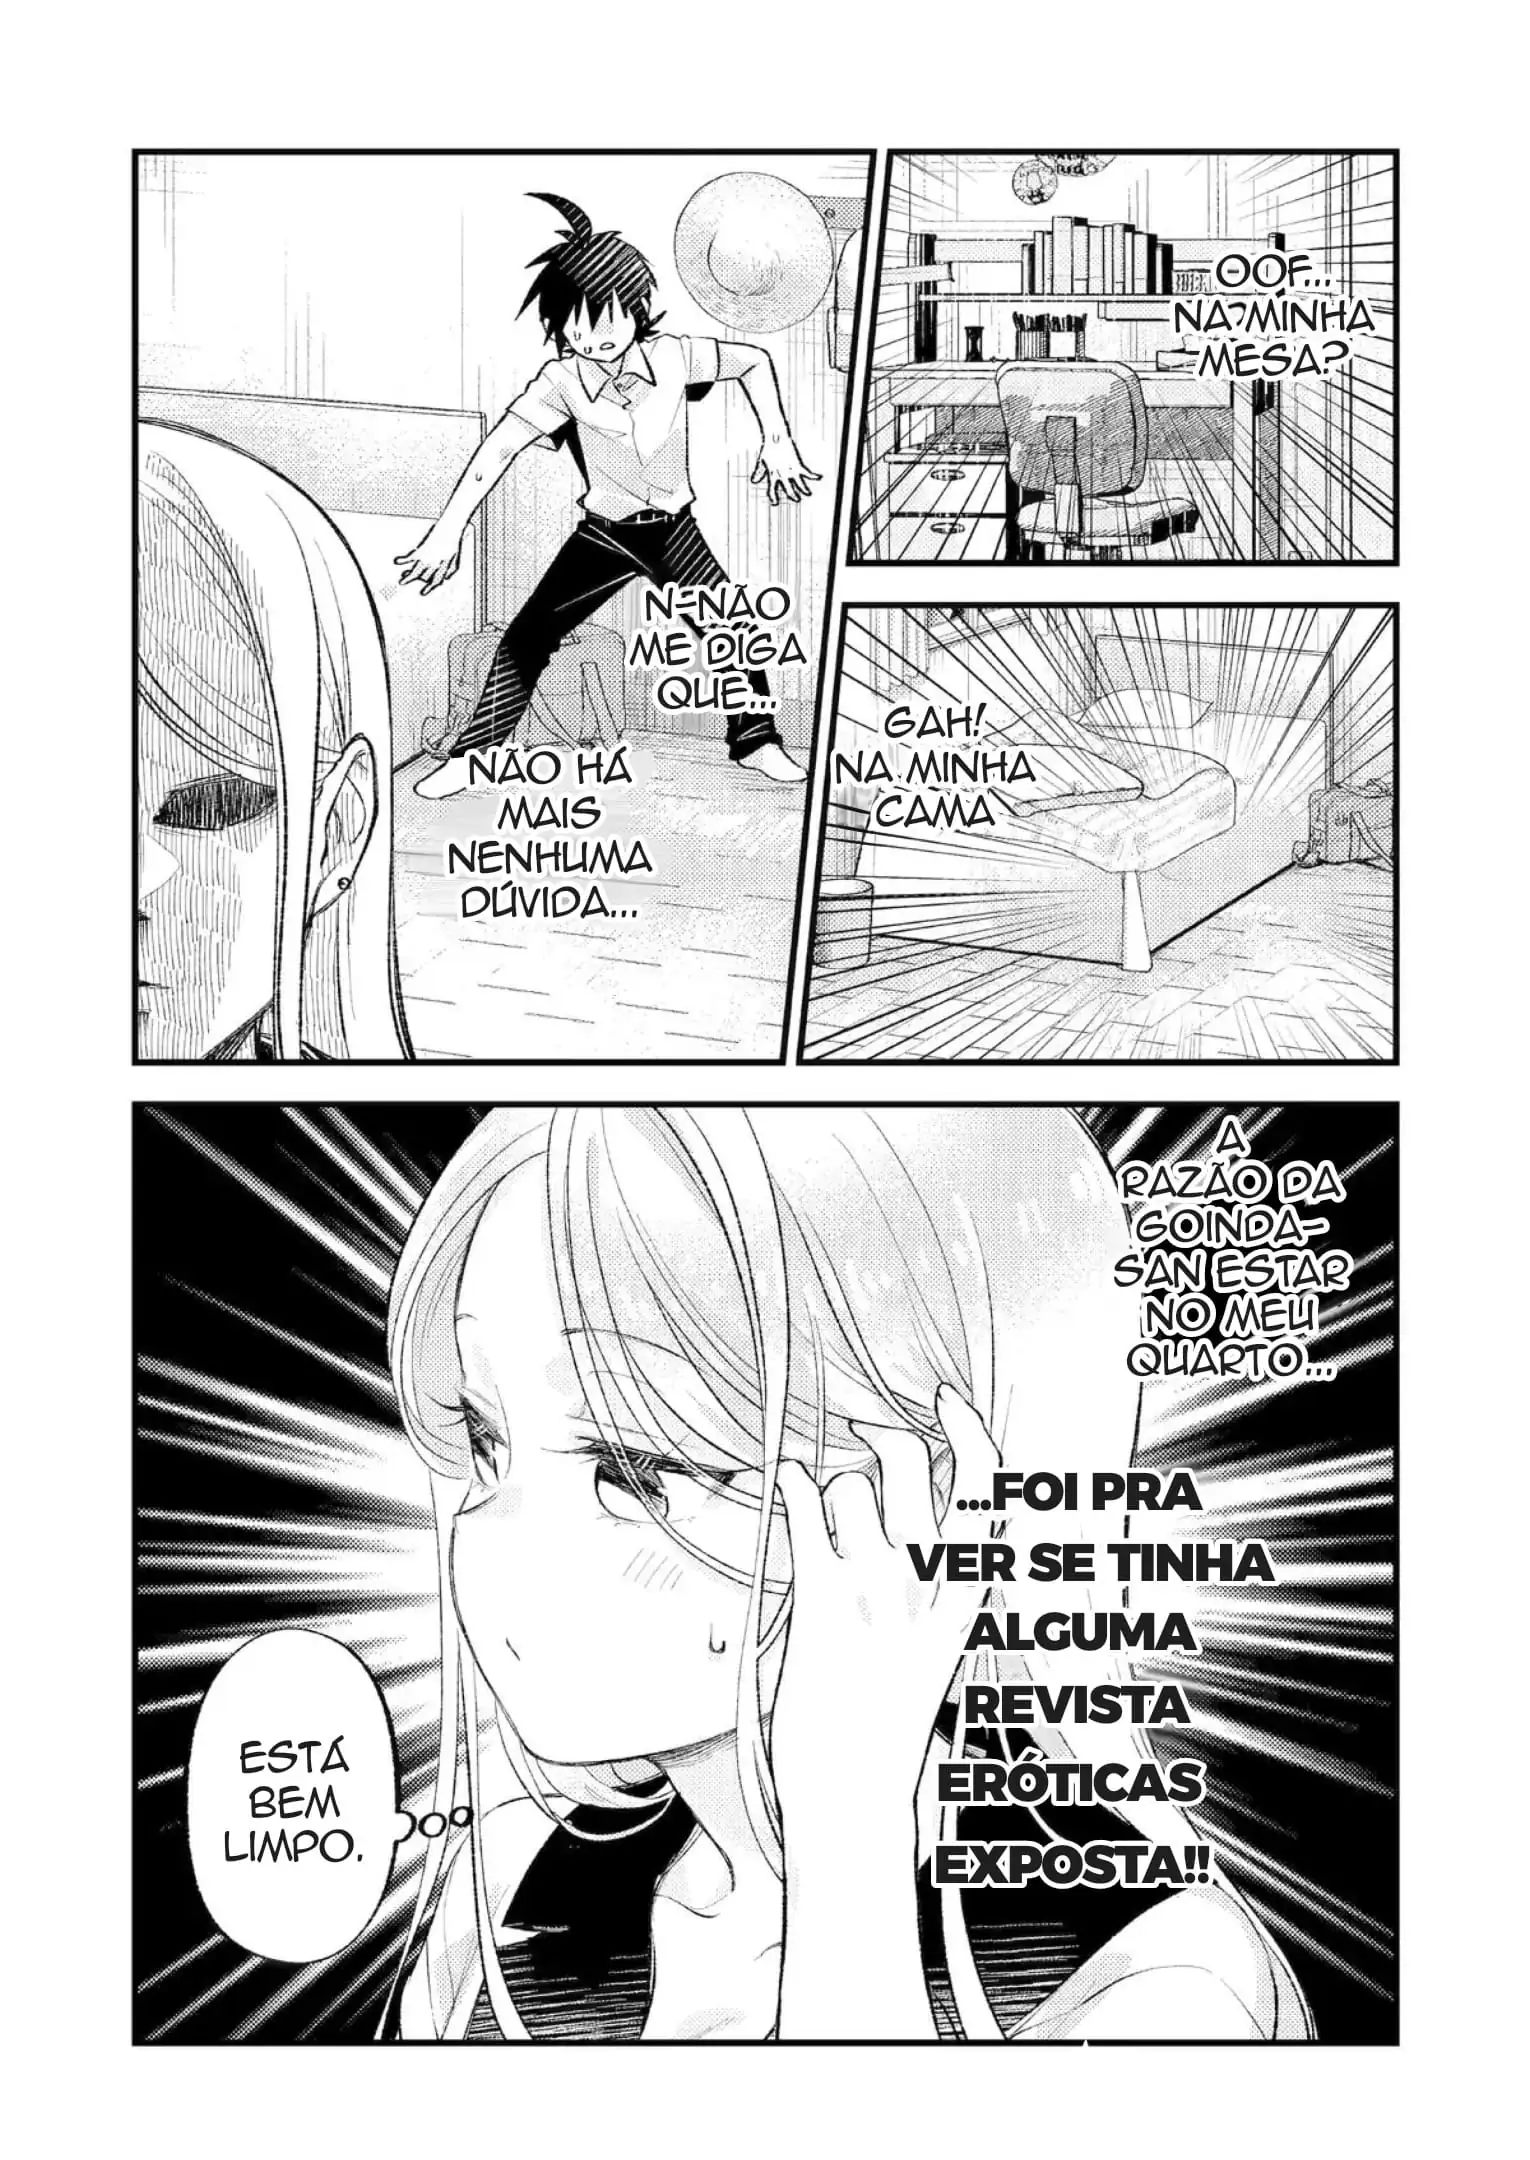 OOF...
NA MINHA
MESA?
GAH!
NA MINHA
CAMA
N-NÃO
ME DIGA
QUE...
NÃO HÁ
MAIS
NENHUMA
DÚVIDA...
A
RAZÃO DA
GOINDA-
SAN ESTAR
NO MEU
QUARTO...
...FOI PRA
VER SE TINHA
ALGUMA
REVISTA
ERÓTICAS
EXPOSTA!!
ESTÁ
BEM
LIMPO.